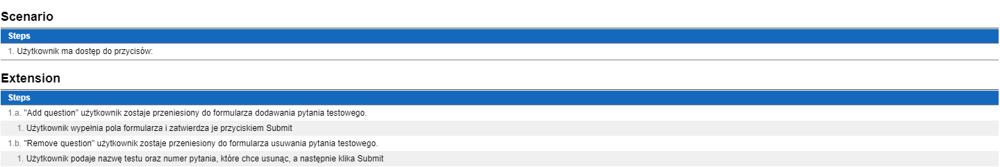 Scenario
Steps
1. Użytkownik ma dostęp do przycisów:
Extension
Steps
1.a. "Add question" użytkownik zostaje przeniesiony do formularza dodawania pytania testowego.
1. Użytkownik wypełnia pola formularza i zatwierdza je przyciskiem Submit
1.b. "Remove question" użytkownik zostaje przeniesiony do formularza usuwania pytania testowego.
1. Użytkownik podaje nazwę testu oraz numer pytania, które chce usunąc, a następnie klika Submit